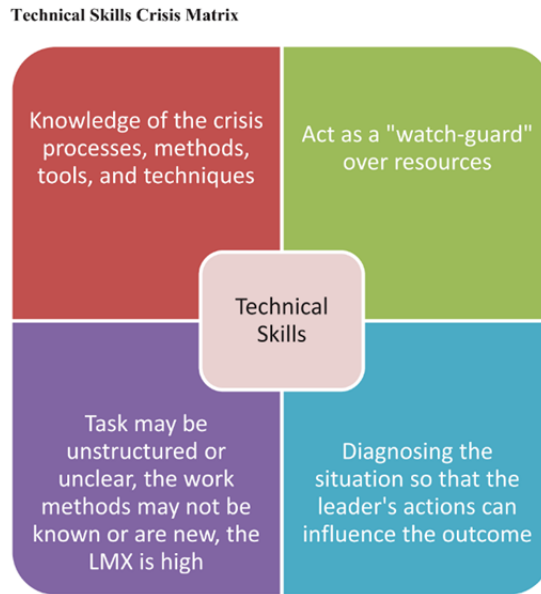 Technical Skills Crisis Matrix
Knowledge of the crisis
processes, methods,
tools, and techniques
Act as a "watch-guard"
over resources
Technical
Skills
Task may be
unstructured or
unclear, the work
methods may not be
known or are new, the
LMX is high
Diagnosing the
situation so that the
leader's actions can
influence the outcome